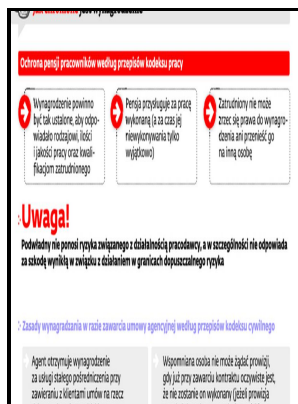 jak chronione jest wynagrodzenie
Ochrona pensji pracowników według przepisów kodeksu pracy
Wynagrodzenie powinno
być tak ustalone, aby odpo-
wiadało rodzajowi, ilości
i jakości pracy oraz kwali-
fikacjom zatrudnionego
Pensja przysługuje za pracę
wykonaną (a za czas jej
niewykonywania tylko
wyjątkowo)
Zatrudniony nie może
zrzec się prawa do wynagro-
dzenia ani przenieść go
na inną osobę
Uwaga!
Podwładny nie ponosi ryzyka związanego z działalnością pracodawcy, a w szczególności nie odpowiada
za szkodę wynikłą w związku z działaniem w granicach dopuszczalnego ryzyka
Zasady wynagradzania w razie zawarcia umowy agencyjnej według przepisów kodeksu cywilnego
Agent otrzymuje wynagrodzenie
za usługi stałego pośredniczenia przy
zawieraniu z klientami umów na rzecz
Wspomniana osoba nie może żądać prowizji,
gdy już przy zawarciu kontraktu oczywiste jest,
że nie zostanie on wykonany (jeżeli prowizja